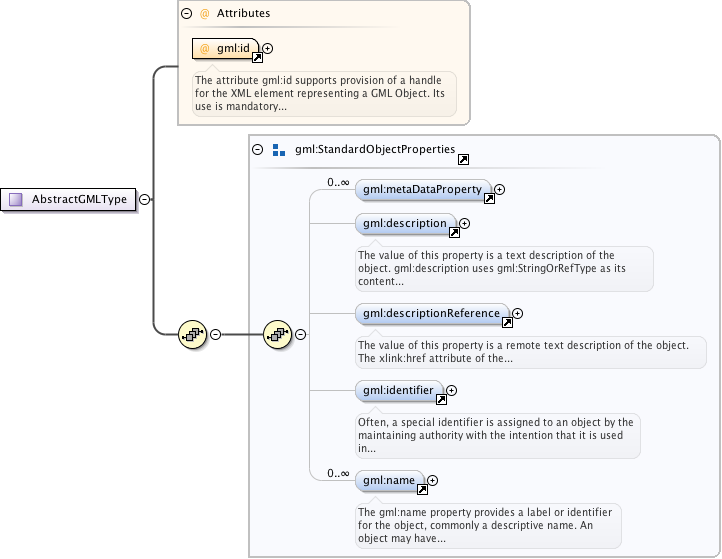 @ Attributes
@ gml:id
The attribute gml:id supports provision of a handle
for the XML element representing a GML Object. Its
use is mandatory...
AbstractGMLType
gml:StandardObjectProperties
0..∞
gml:metaDataProperty
gml:description
The value of this property is a text description of the
object. gml:description uses gml:StringOrRefType as its
content...
gml:descriptionReference
The value of this property is a remote text description of the object.
The xlink:href attribute of the...
gml:identifier
Often, a special identifier is assigned to an object by the
maintaining authority with the intention that it is used
in...
0..∞
gml:name
The gml:name property provides a label or identifier
for the object, commonly a descriptive name. An
object may have...